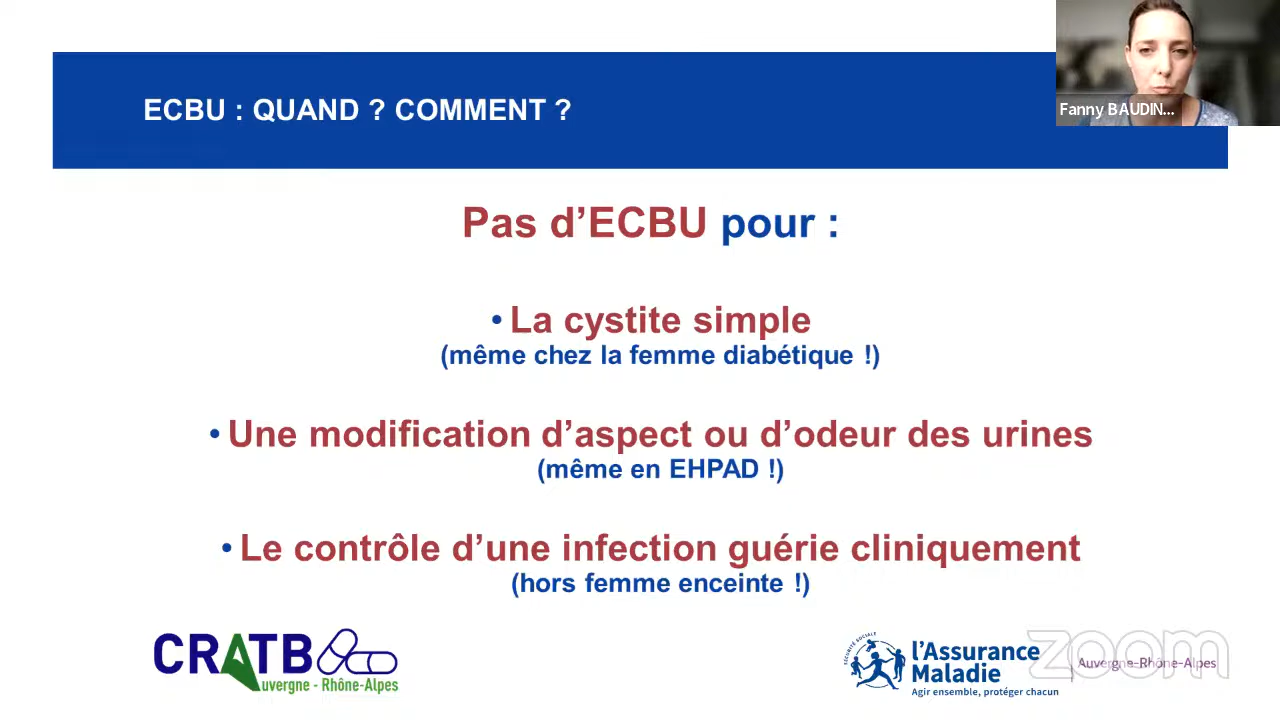 ECBU : QUAND ? COMMENT ?
Fanny BAUDIN...
Pas d’ECBU pour :
• La cystite simple
(même chez la femme diabétique !)
• Une modification d’aspect ou d’odeur des urines
(même en EHPAD !)
• Le contrôle d’une infection guérie cliniquement
(hors femme enceinte !)
CRATB
Auvergne - Rhône-Alpes
SÉCURITÉ SOCIALE
l’Assurance
Maladie
Agir ensemble, protéger chacun
Auvergne-Rhône-Alpes
zoom